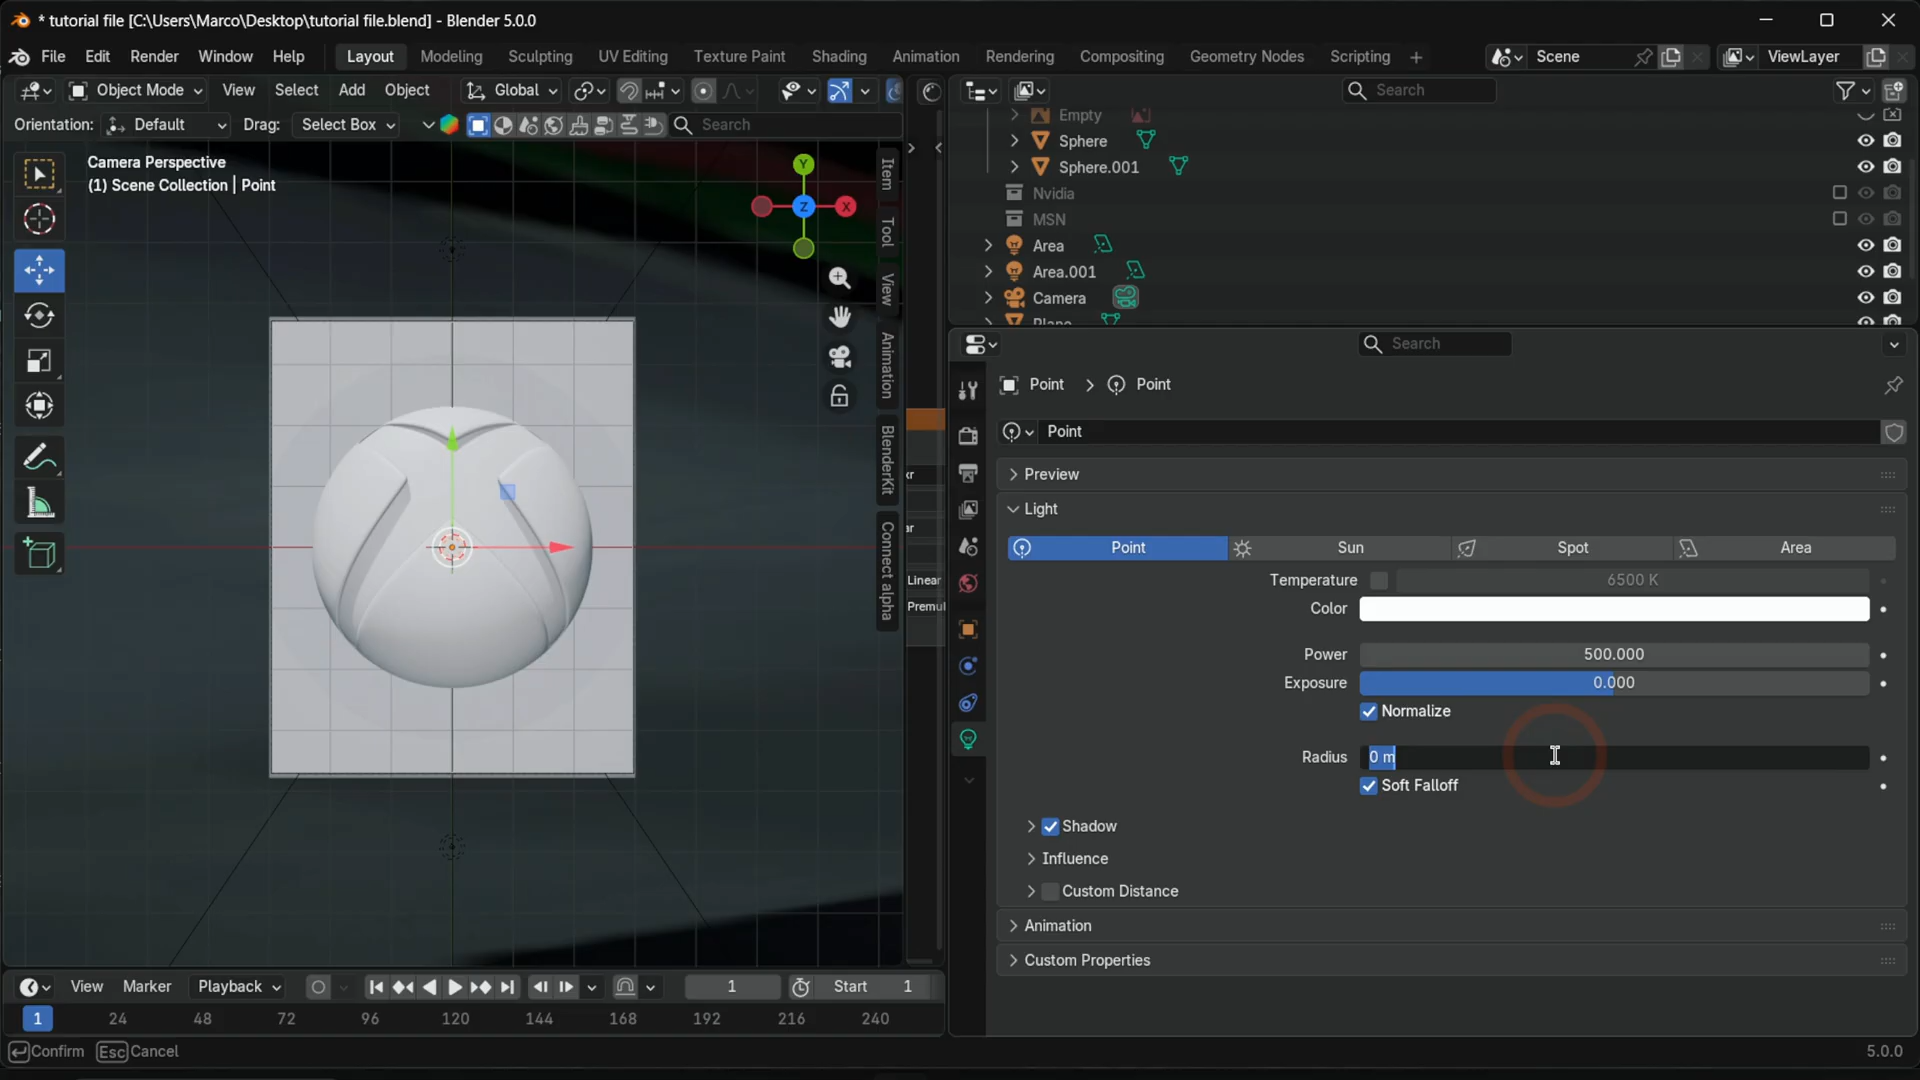 * tutorial file [C:\Users\Marco\Desktop\tutorial file.blend] - Blender 5.0.0
File Edit Render Window Help Layout Modeling Sculpting UV Editing Texture Paint Shading Animation Rendering Compositing Geometry Nodes Scripting + Scene ViewLayer
Object Mode View Select Add Object Global
Search
Orientation: Default Drag: Select Box Search
Camera Perspective
(1) Scene Collection | Point
Y
X
Z
Item
Tool
View
Animation
BlenderKit
Connect alpha
Linear
Empty
Sphere
Sphere.001
Nvidia
MSN
Area
Area.001
Camera
Plane
Search
Point > Point
Point
Preview
Light
Point Sun Spot Area
Temperature 6500 K
Color
Power 500.000
Exposure 0.000
Normalize
Radius 0 m
Soft Falloff
Shadow
Influence
Custom Distance
Animation
Custom Properties
View Marker Playback 1 Start 1
1 24 48 72 96 120 144 168 192 216 240
Confirm Esc Cancel 5.0.0